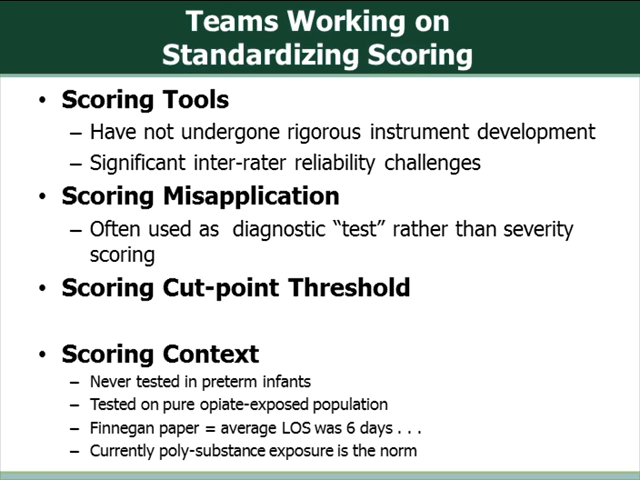 Teams Working on
Standardizing Scoring
• Scoring Tools
– Have not undergone rigorous instrument development
– Significant inter-rater reliability challenges
• Scoring Misapplication
– Often used as  diagnostic “test” rather than severity
scoring
• Scoring Cut-point Threshold
• Scoring Context
– Never tested in preterm infants
– Tested on pure opiate-exposed population
– Finnegan paper = average LOS was 6 days . . .
– Currently poly-substance exposure is the norm